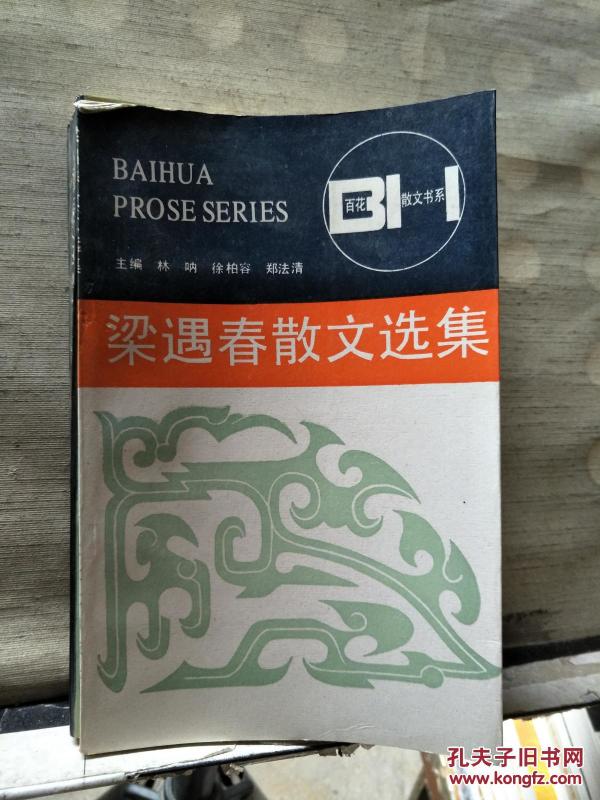 BAIHUA
PROSE SERIES
百花 BH 散文书系
主编 林呐 徐柏容 郑法清
梁遇春散文选集
孔夫子旧书网
www.kongfz.com